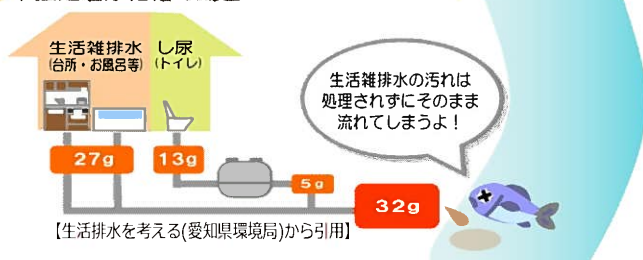 生活雑排水
(台所・お風呂等)
し尿
(トイレ)
生活雑排水の汚れは
処理されずにそのまま
流れてしまうよ！
27g
13g
5g
32g
【生活排水を考える(愛知県環境局)から引用】